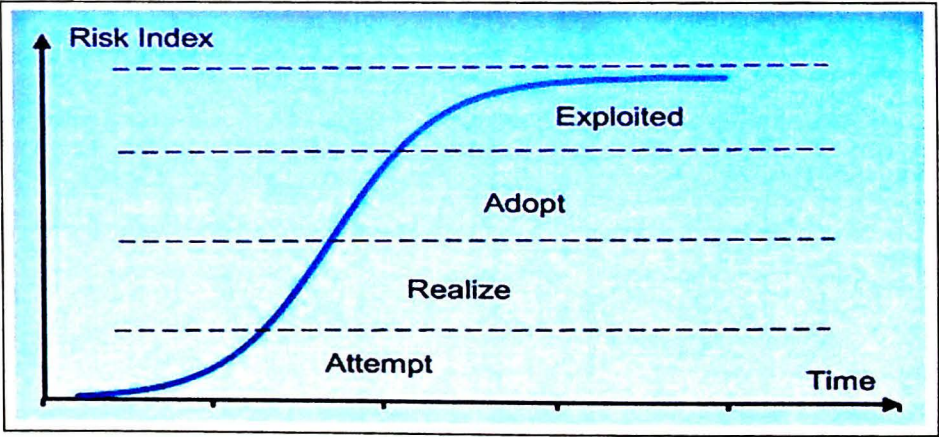 Risk Index
Exploited
Adopt
Realize
Attempt
Time